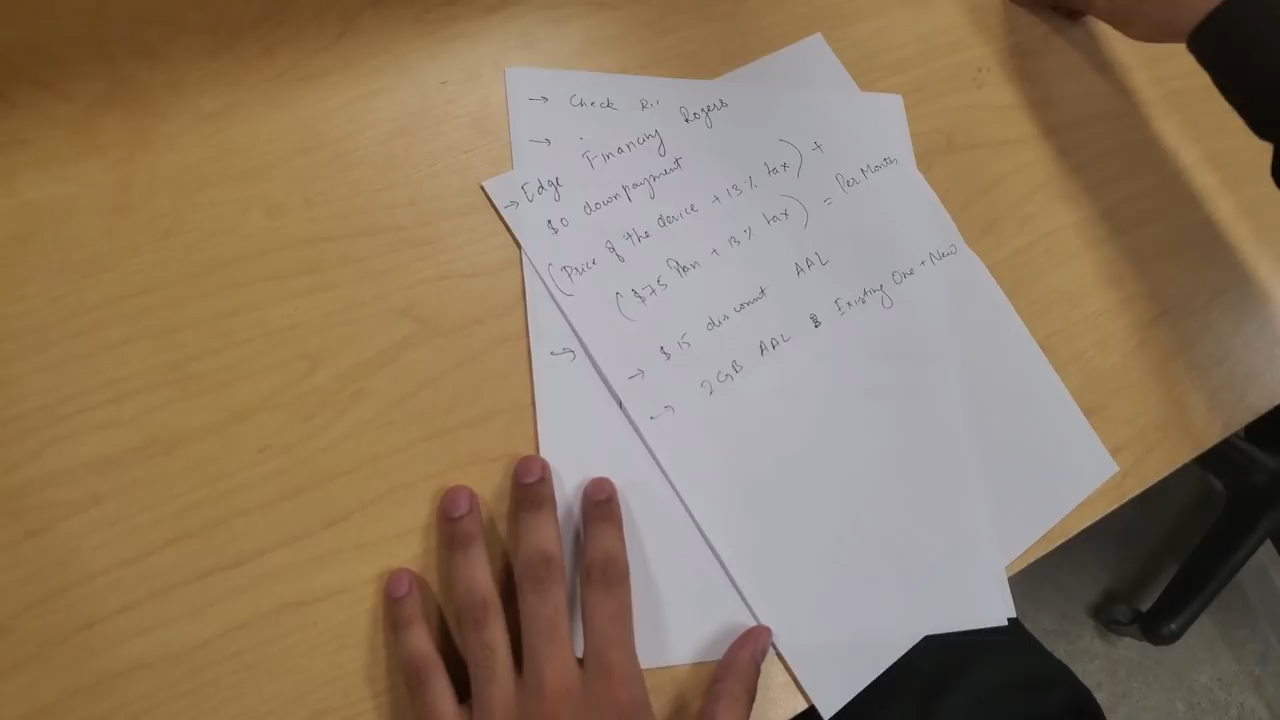 → Check
→
→ Edge Financing Rogers
$0 downpayment
(Price of the device + 13% tax) +
($75 Plan + 13% tax) = Per Month
→ $15 discount AAL
→ 2GB AAL & Existing One + New
→